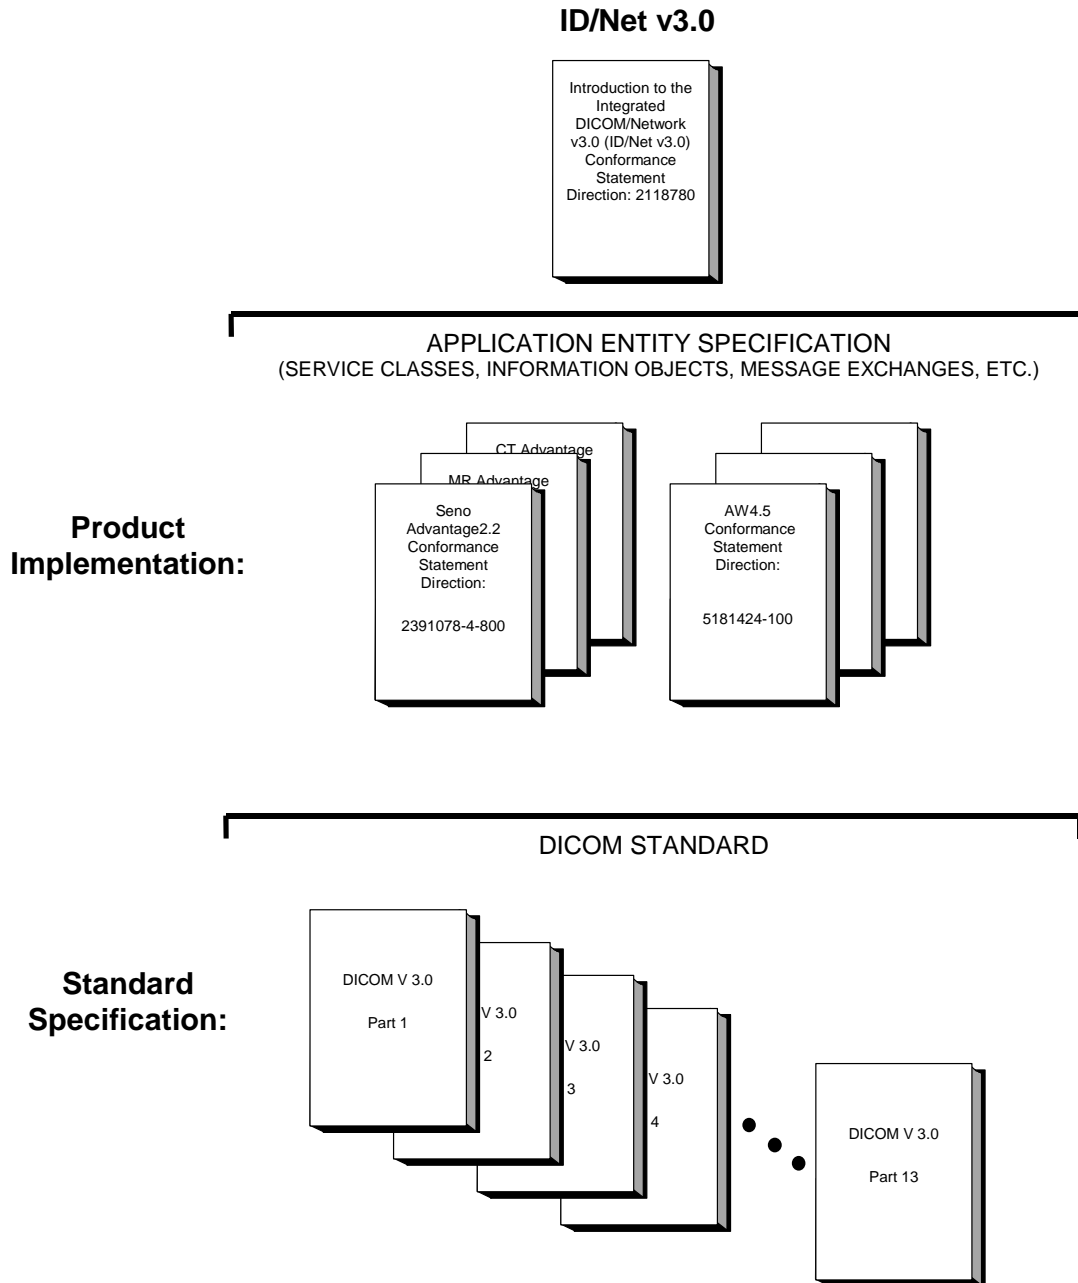 ID/Net v3.0
Introduction to the
Integrated
DICOM/Network
v3.0 (ID/Net v3.0)
Conformance
Statement
Direction: 2118780
APPLICATION ENTITY SPECIFICATION
(SERVICE CLASSES, INFORMATION OBJECTS, MESSAGE EXCHANGES, ETC.)
Product
Implementation:
CT Advantage
MR Advantage
Seno
Advantage2.2
Conformance
Statement
Direction:
2391078-4-800
AW4.5
Conformance
Statement
Direction:
5181424-100
DICOM STANDARD
Standard
Specification:
DICOM V 3.0
Part 1
V 3.0
2
V 3.0
3
V 3.0
4
DICOM V 3.0
Part 13